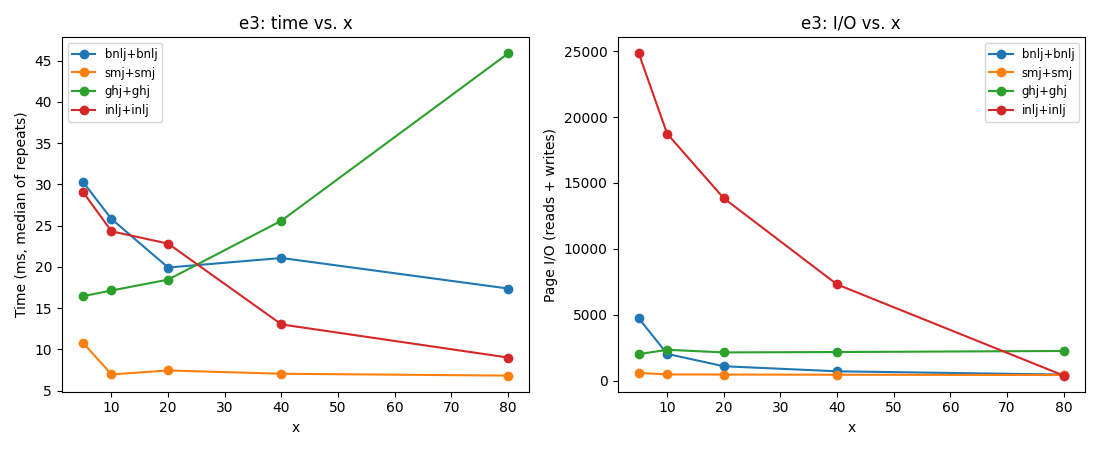 e3: time vs. x
Time (ms, median of repeats)
45
40
35
30
25
20
15
10
5
bnlj+bnlj
smj+smj
ghj+ghj
inlj+inlj
10 20 30 40 50 60 70 80
x
e3: I/O vs. x
Page I/O (reads + writes)
25000
20000
15000
10000
5000
0
bnlj+bnlj
smj+smj
ghj+ghj
inlj+inlj
10 20 30 40 50 60 70 80
x